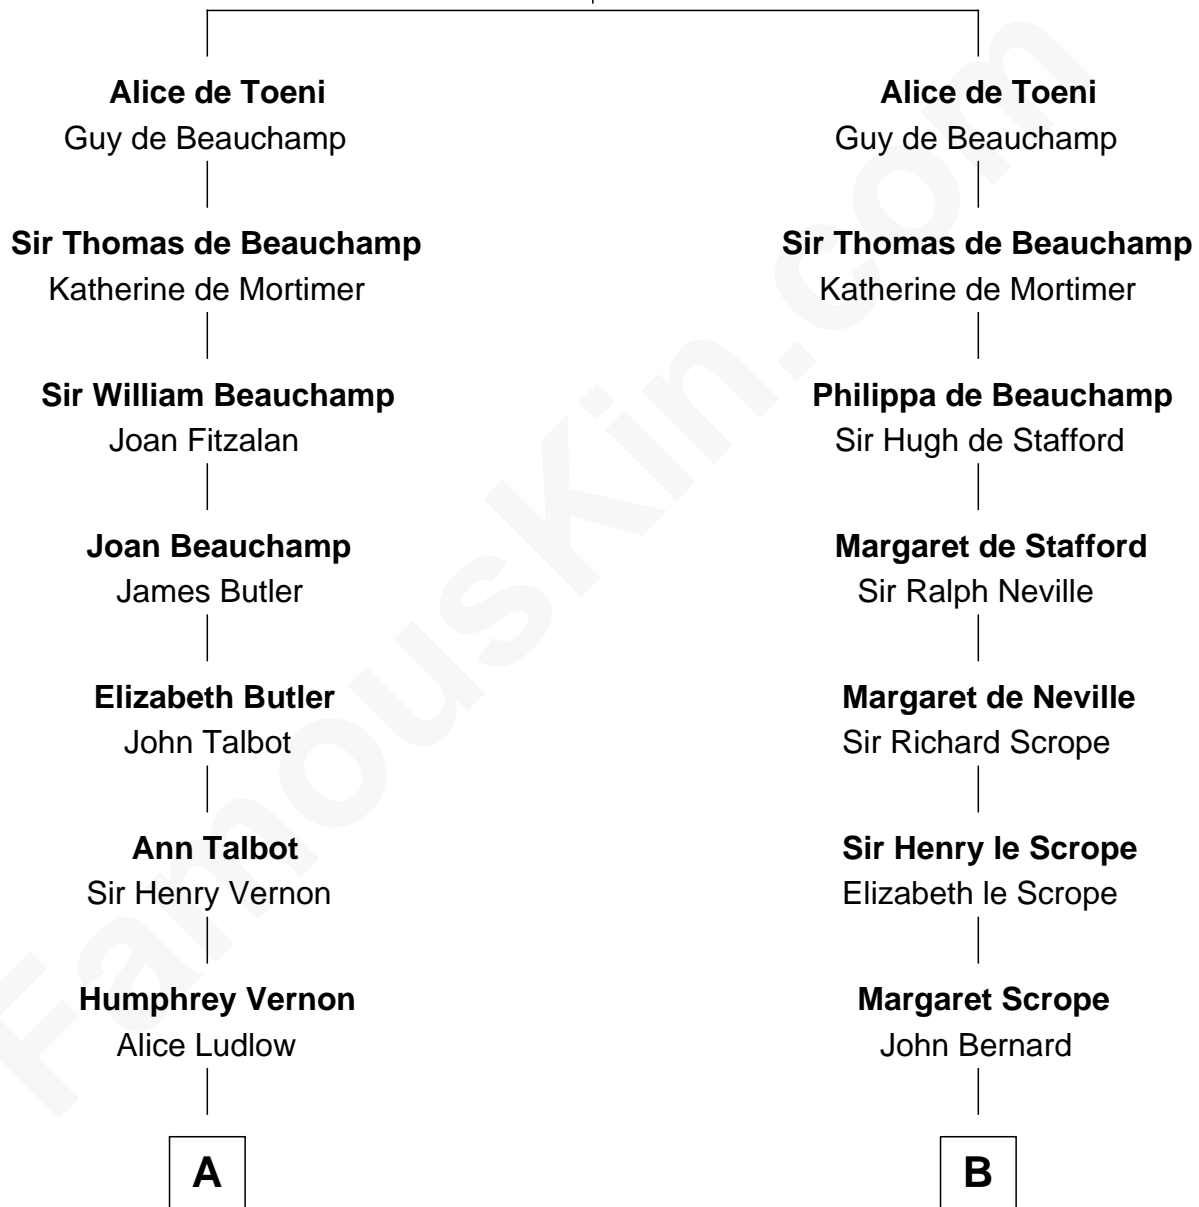 Alice de Toeni
Guy de Beauchamp
Sir Thomas de Beauchamp
Katherine de Mortimer
Sir William Beauchamp
Joan Fitzalan
Joan Beauchamp
James Butler
Elizabeth Butler
John Talbot
Ann Talbot
Sir Henry Vernon
Humphrey Vernon
Alice Ludlow
A
Alice de Toeni
Guy de Beauchamp
Sir Thomas de Beauchamp
Katherine de Mortimer
Philippa de Beauchamp
Sir Hugh de Stafford
Margaret de Stafford
Sir Ralph Neville
Margaret de Neville
Sir Richard Scrope
Sir Henry le Scrope
Elizabeth le Scrope
Margaret Scrope
John Bernard
B
FamousKin.com